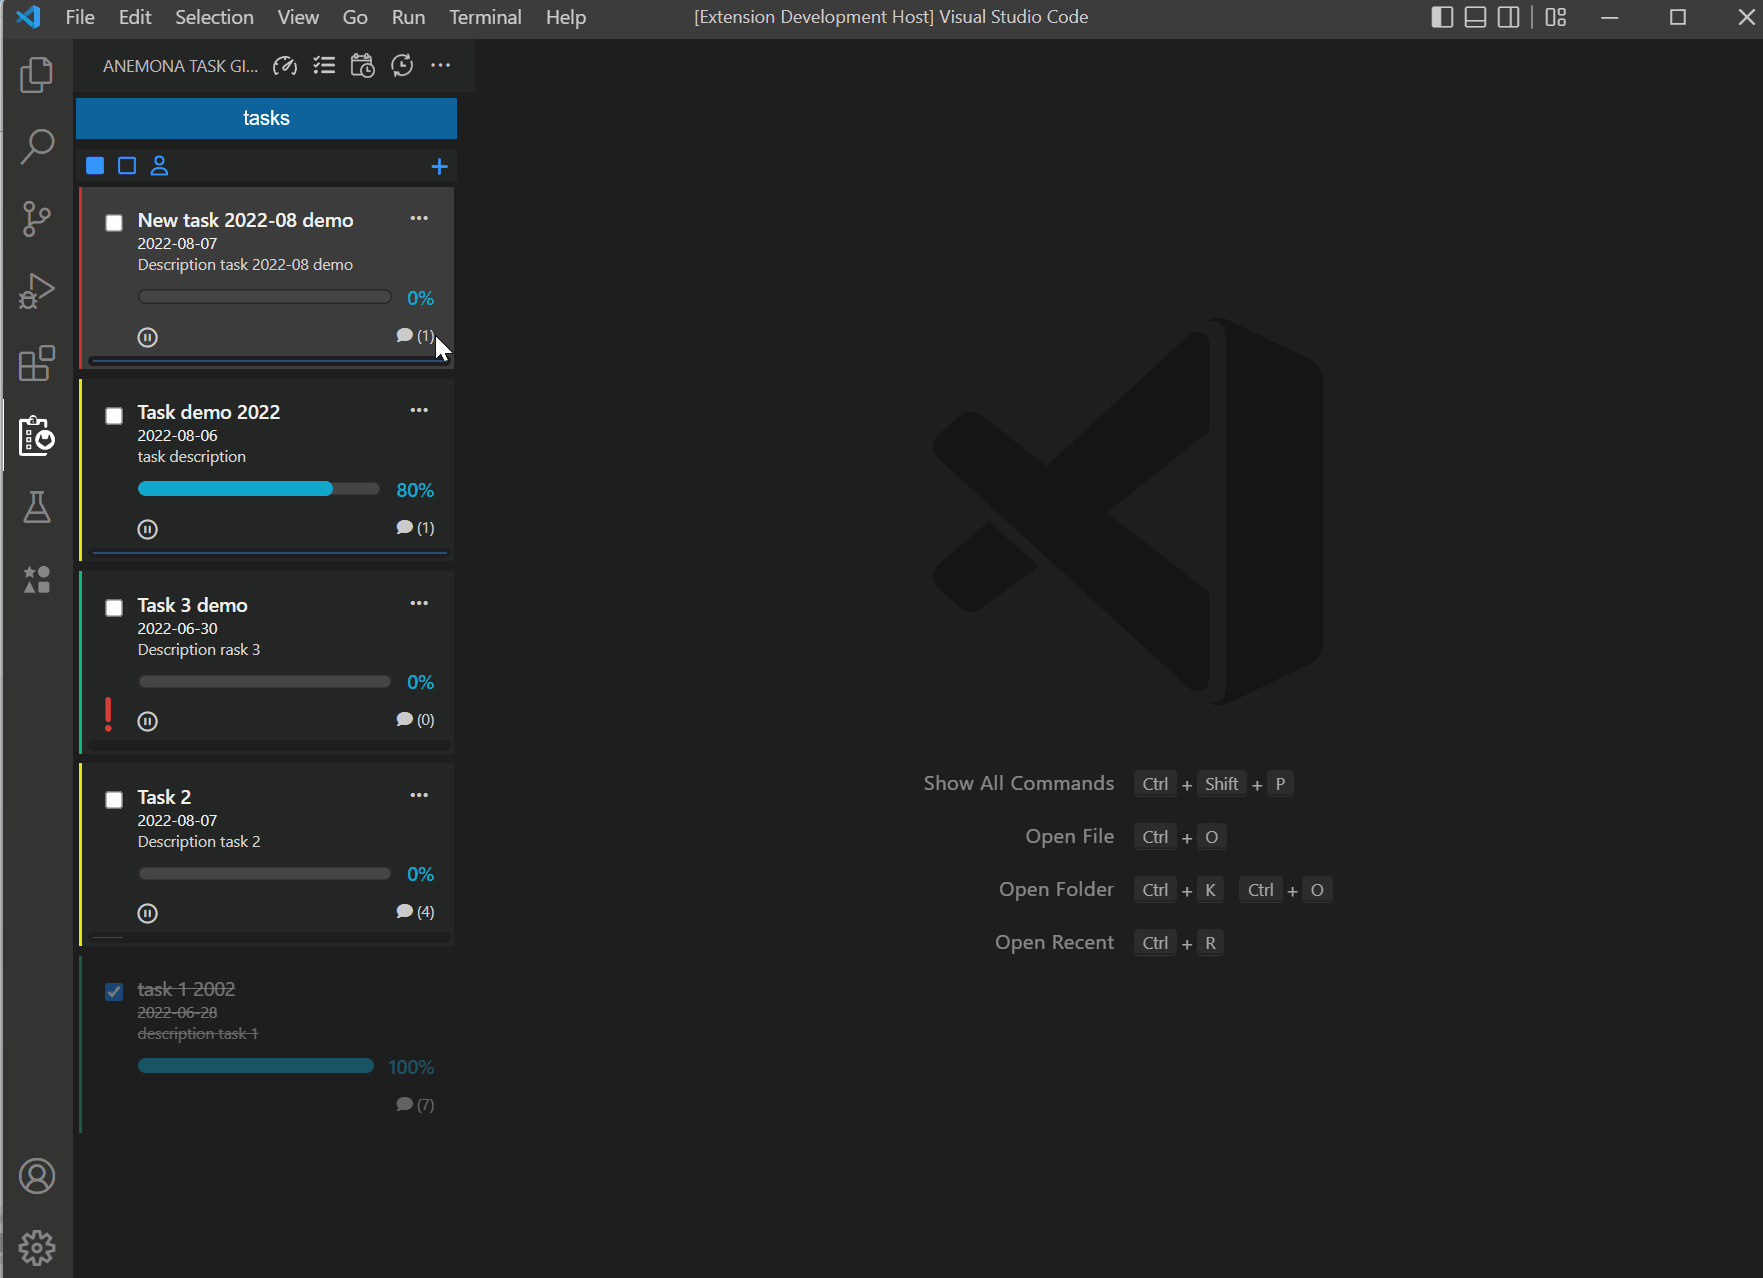 File Edit Selection View Go Run Terminal Help [Extension Development Host] Visual Studio Code
ANEMONA TASK GI...
tasks
New task 2022-08 demo
2022-08-07
Description task 2022-08 demo
0%
(1)
Task demo 2022
2022-08-06
task description
80%
(1)
Task 3 demo
2022-06-30
Description rask 3
0%
(0)
Task 2
2022-08-07
Description task 2
0%
(4)
task 1 2002
2022-06-28
description task 1
100%
(7)
Show All Commands Ctrl + Shift + P
Open File Ctrl + O
Open Folder Ctrl + K Ctrl + O
Open Recent Ctrl + R